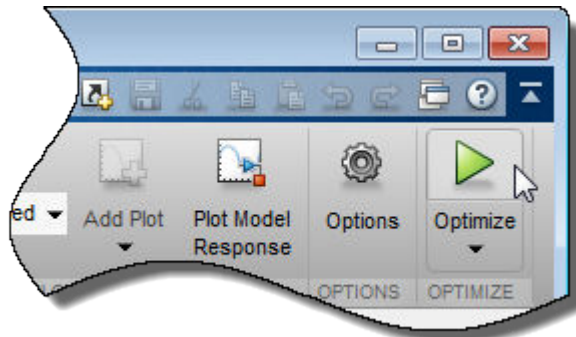 ed
Add Plot
Plot Model
Response
Options
Optimize
OPTIONS
OPTIMIZE